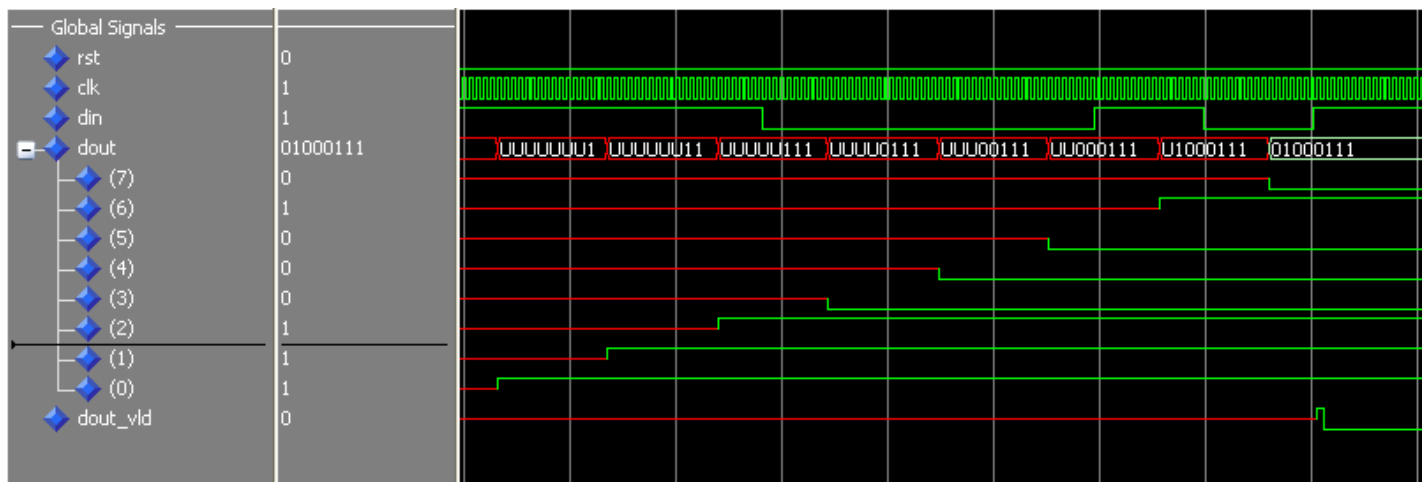 Global Signals
rst 0
clk 1
din 1
dout 01000111 UUUUUUU1 UUUUUU11 UUUUU111 UUUU0111 UUU00111 UU000111 U1000111 01000111
(7) 0
(6) 1
(5) 0
(4) 0
(3) 0
(2) 1
(1) 1
(0) 1
dout_vld 0